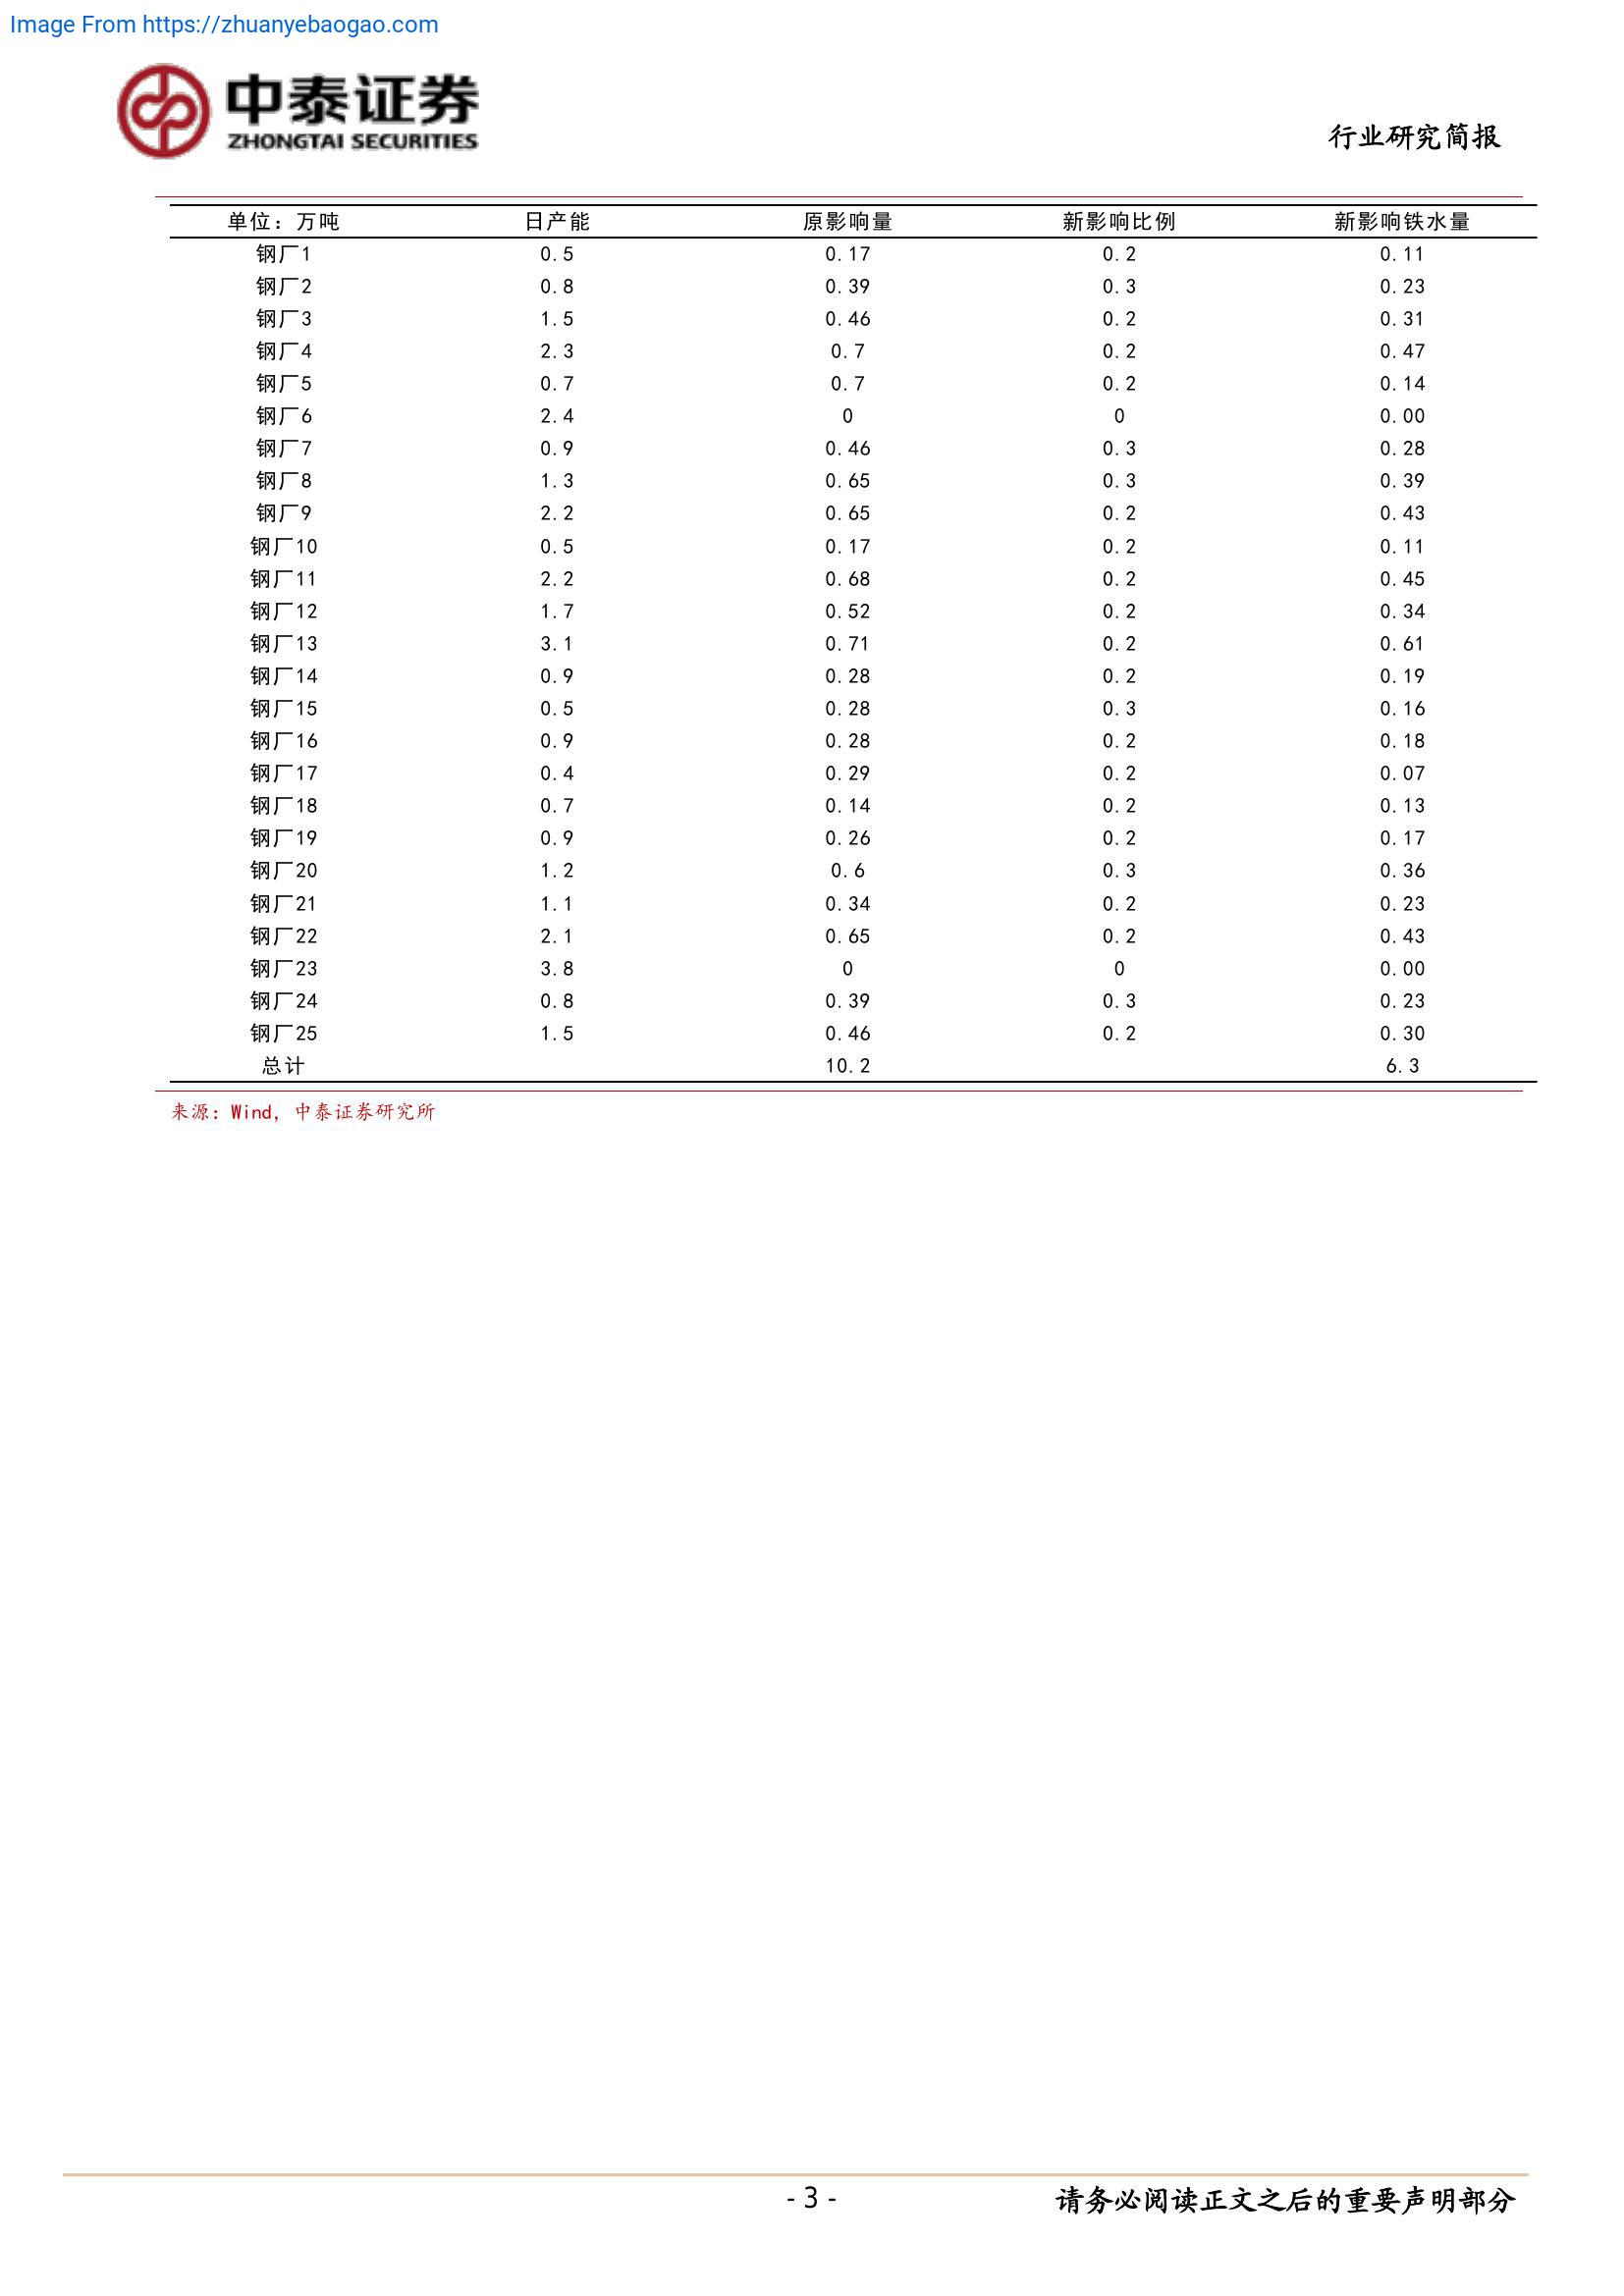 Image From https://zhuanyebaogao.com
中泰证券
ZHONGTAI SECURITIES
行业研究简报
单位：万吨 日产能 原影响量 新影响比例 新影响铁水量
钢厂1 0.5 0.17 0.2 0.11
钢厂2 0.8 0.39 0.3 0.23
钢厂3 1.5 0.46 0.2 0.31
钢厂4 2.3 0.7 0.2 0.47
钢厂5 0.7 0.7 0.2 0.14
钢厂6 2.4 0 0 0.00
钢厂7 0.9 0.46 0.3 0.28
钢厂8 1.3 0.65 0.3 0.39
钢厂9 2.2 0.65 0.2 0.43
钢厂10 0.5 0.17 0.2 0.11
钢厂11 2.2 0.68 0.2 0.45
钢厂12 1.7 0.52 0.2 0.34
钢厂13 3.1 0.71 0.2 0.61
钢厂14 0.9 0.28 0.2 0.19
钢厂15 0.5 0.28 0.3 0.16
钢厂16 0.9 0.28 0.2 0.18
钢厂17 0.4 0.29 0.2 0.07
钢厂18 0.7 0.14 0.2 0.13
钢厂19 0.9 0.26 0.2 0.17
钢厂20 1.2 0.6 0.3 0.36
钢厂21 1.1 0.34 0.2 0.23
钢厂22 2.1 0.65 0.2 0.43
钢厂23 3.8 0 0 0.00
钢厂24 0.8 0.39 0.3 0.23
钢厂25 1.5 0.46 0.2 0.30
总计 10.2 6.3
来源：Wind，中泰证券研究所
- 3 -
请务必阅读正文之后的重要声明部分